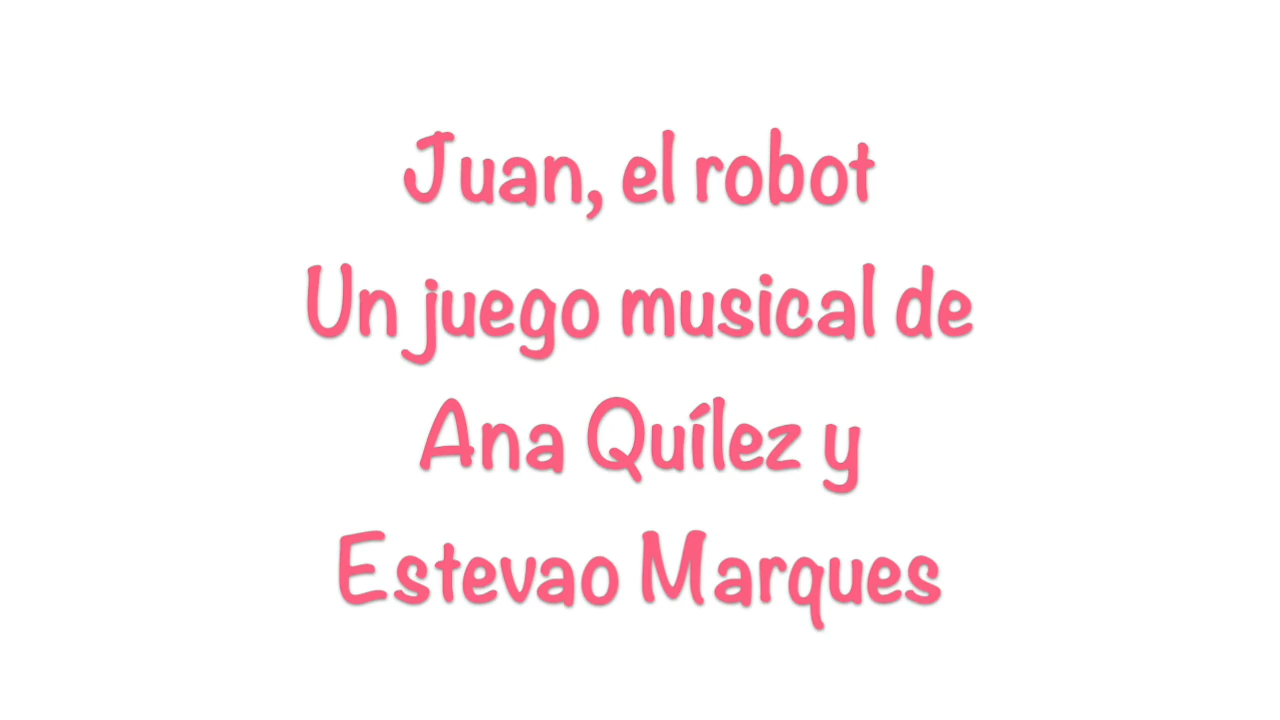 Juan, el robot
Un juego musical de
Ana Quílez y
Estevao Marques